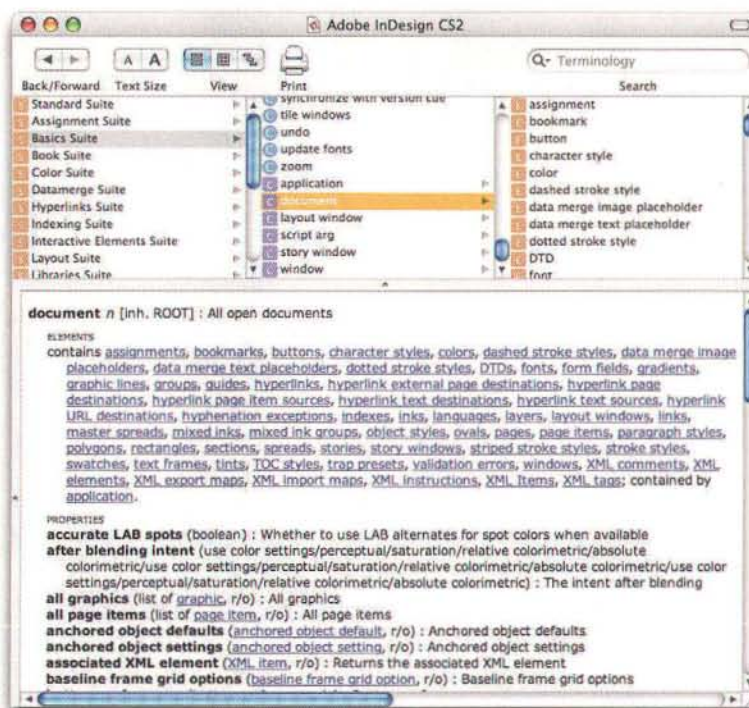 Adobe InDesign CS2
A A
Terminology
Back/Forward Text Size View Print Search
Standard Suite
Assignment Suite
Basics Suite
Book Suite
Color Suite
Datamerge Suite
Hyperlinks Suite
Indexing Suite
Interactive Elements Suite
Layout Suite
Libraries Suite
synchronize with version cue
tile windows
undo
update fonts
zoom
application
document
layout window
script arg
story window
window
assignment
bookmark
button
character style
color
dashed stroke style
data merge image placeholder
data merge text placeholder
dotted stroke style
DTD
font
document n [inh. ROOT] : All open documents
ELEMENTS
contains assignments, bookmarks, buttons, character styles, colors, dashed stroke styles, data merge image
placeholders, data merge text placeholders, dotted stroke styles, DTDs, fonts, form fields, gradients,
graphic lines, groups, guides, hyperlinks, hyperlink external page destinations, hyperlink page
destinations, hyperlink page item sources, hyperlink text destinations, hyperlink text sources, hyperlink
URL destinations, hyphenation exceptions, indexes, inks, languages, layers, layout windows, links,
master spreads, mixed inks, mixed ink groups, object styles, ovals, pages, page items, paragraph styles,
polygons, rectangles, sections, spreads, stories, story windows, striped stroke styles, stroke styles,
swatches, text frames, tints, TOC styles, trap presets, validation errors, windows, XML comments, XML
elements, XML export maps, XML import maps, XML instructions, XML Items, XML tags; contained by
application.
PROPERTIES
accurate LAB spots (boolean) : Whether to use LAB alternates for spot colors when available
after blending intent (use color settings/perceptual/saturation/relative colorimetric/absolute
colorimetric/use color settings/perceptual/saturation/relative colorimetric/absolute colorimetric/use color
settings/perceptual/saturation/relative colorimetric/absolute colorimetric) : The intent after blending
all graphics (list of graphic, r/o) : All graphics
all page items (list of page item, r/o) : All page items
anchored object defaults (anchored object default, r/o) : Anchored object defaults
anchored object settings (anchored object setting, r/o) : Anchored object settings
associated XML element (XML item, r/o) : Returns the associated XML element
baseline frame grid options (baseline frame grid option, r/o) : Baseline frame grid options